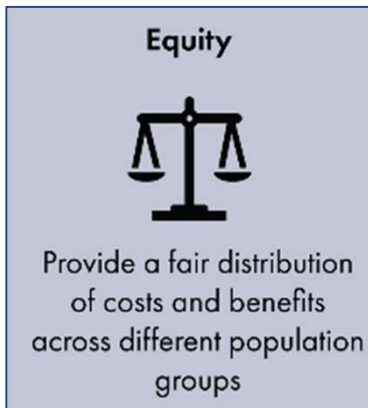 Equity
Provide a fair distribution
of costs and benefits
across different population
groups